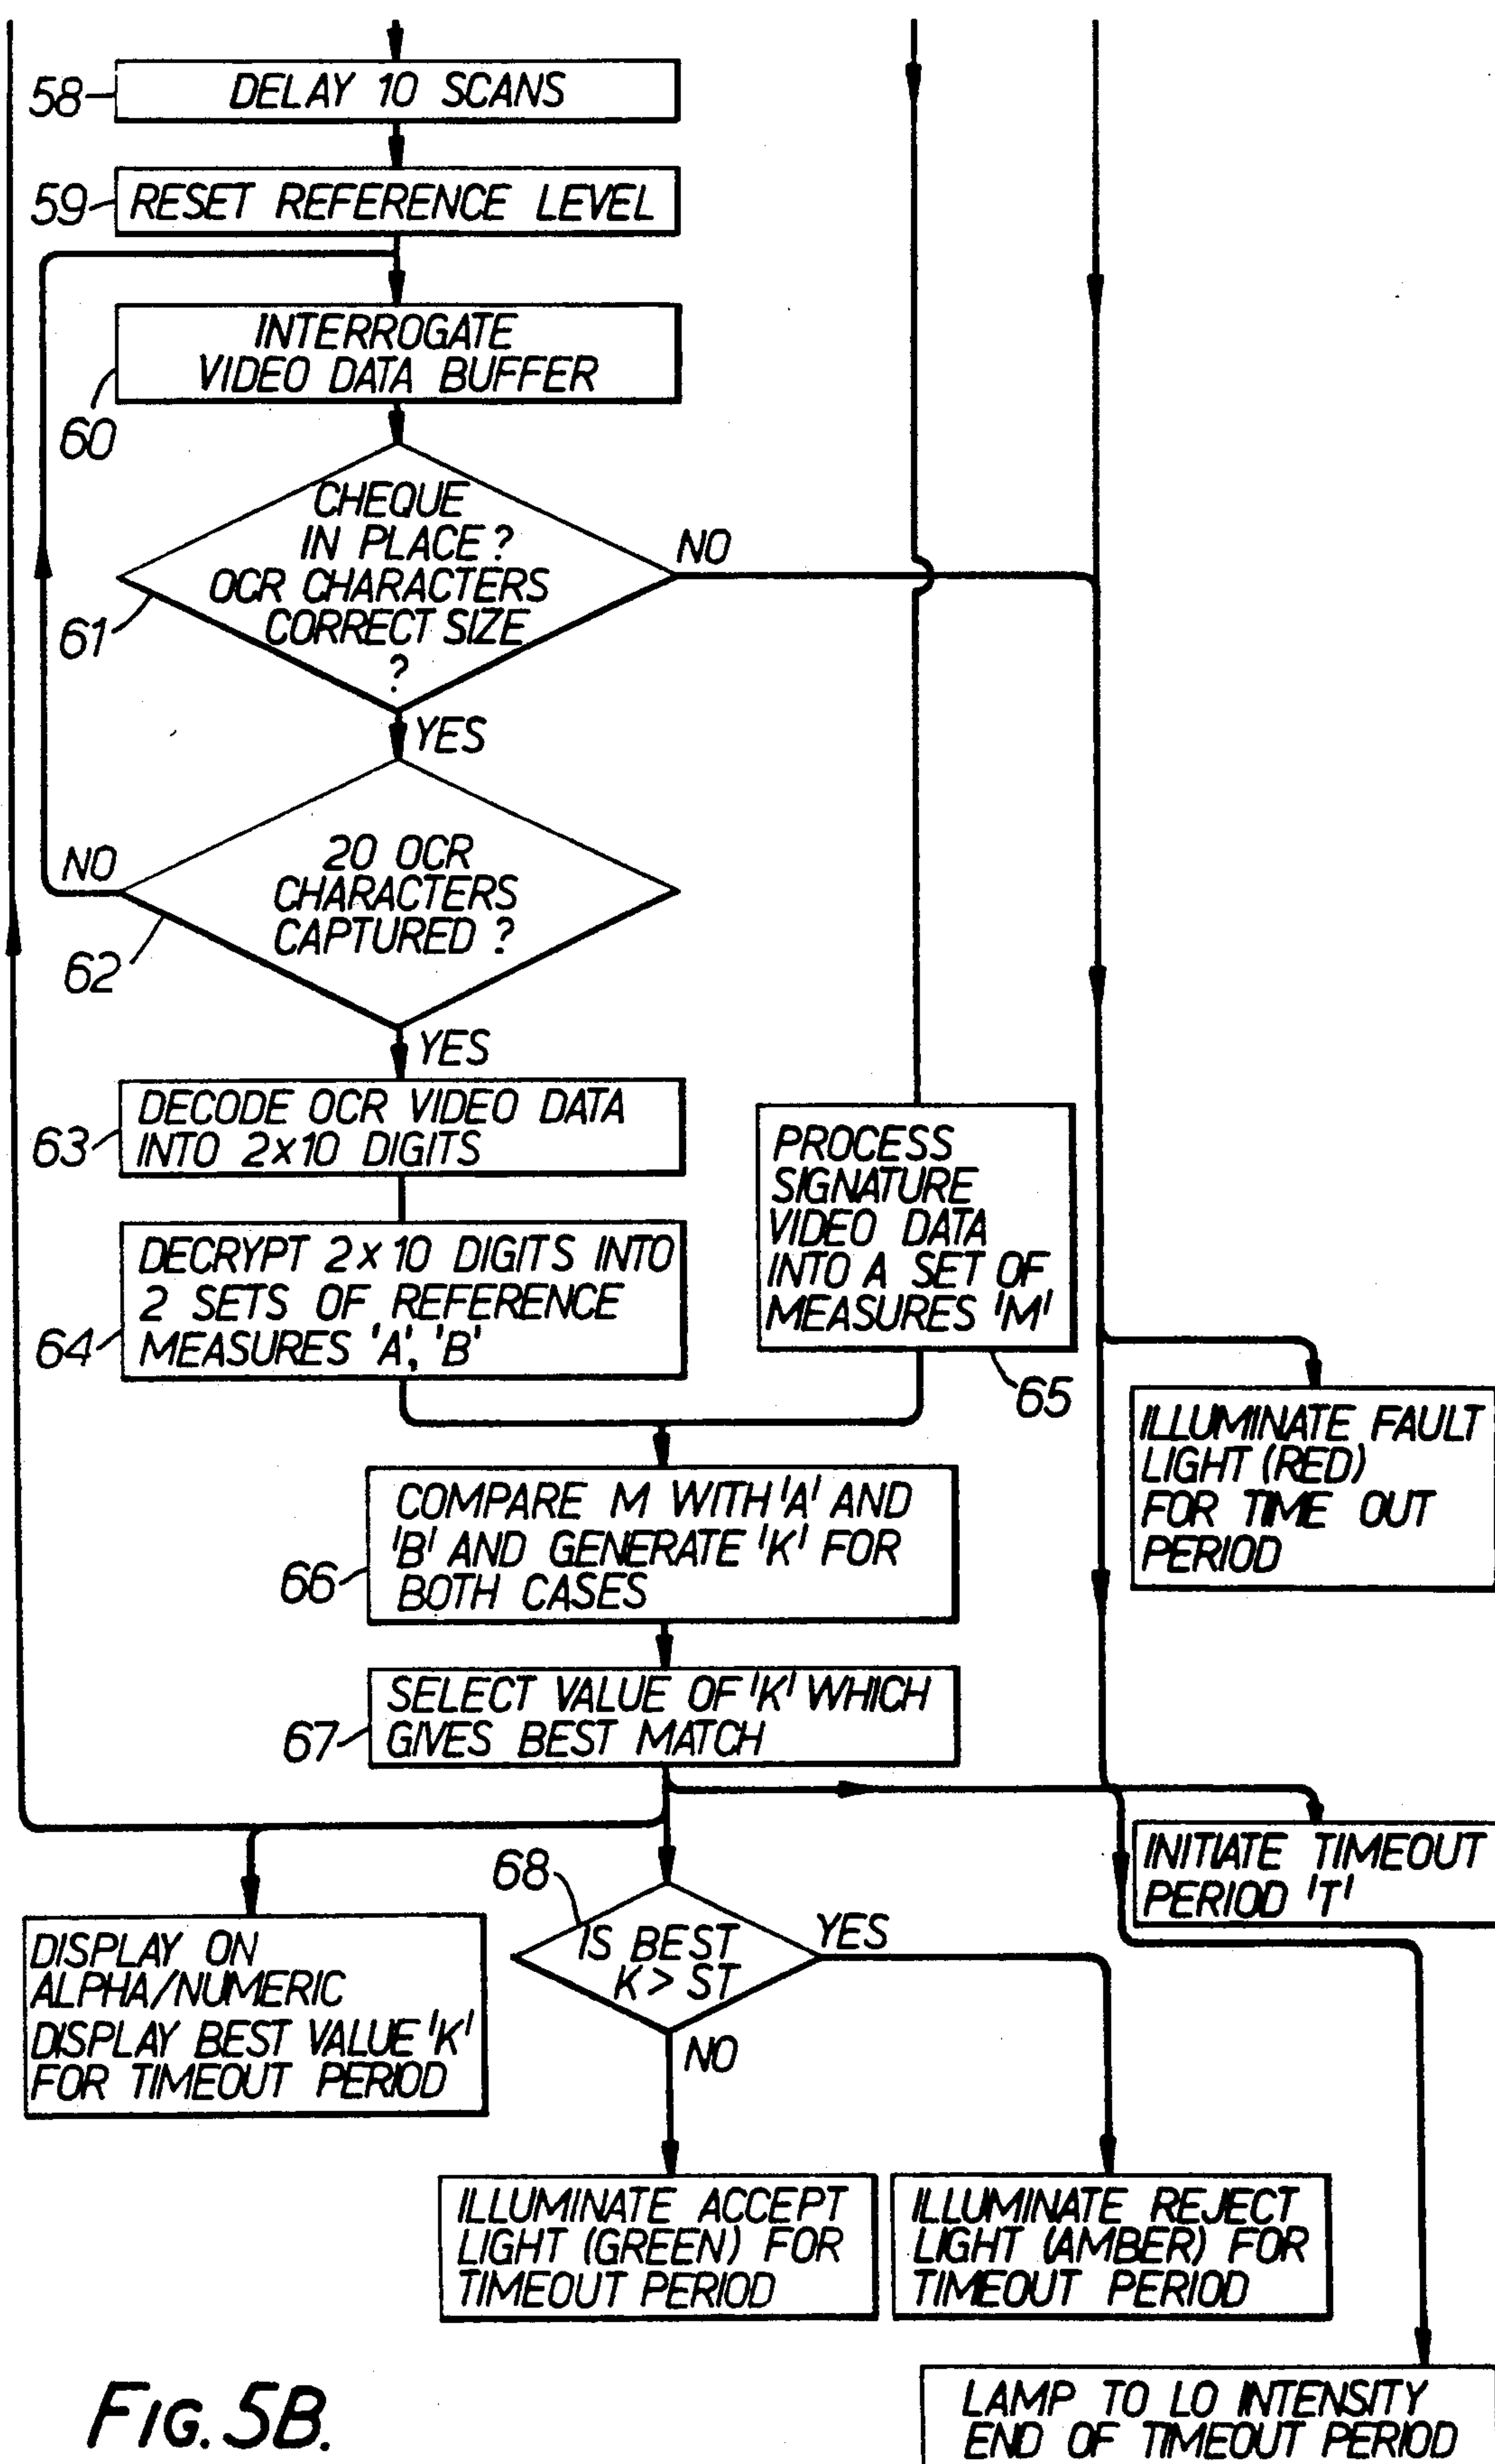 58
DELAY 10 SCANS
59
RESET REFERENCE LEVEL
INTERROGATE
VIDEO DATA BUFFER
60
CHEQUE
IN PLACE?
OCR CHARACTERS
CORRECT SIZE
?
61
NO
YES
20 OCR
CHARACTERS
CAPTURED ?
NO
62
YES
63
DECODE OCR VIDEO DATA
INTO 2×10 DIGITS
64
DECRYPT 2×10 DIGITS INTO
2 SETS OF REFERENCE
MEASURES 'A', 'B'
PROCESS
SIGNATURE
VIDEO DATA
INTO A SET OF
MEASURES 'M'
65
ILLUMINATE FAULT
LIGHT (RED)
FOR TIME OUT
PERIOD
66
COMPARE M WITH 'A' AND
'B' AND GENERATE 'K' FOR
BOTH CASES
67
SELECT VALUE OF 'K' WHICH
GIVES BEST MATCH
INITIATE TIMEOUT
PERIOD 'T'
68
IS BEST
K > ST
YES
NO
DISPLAY ON
ALPHA/NUMERIC
DISPLAY BEST VALUE 'K'
FOR TIMEOUT PERIOD
ILLUMINATE ACCEPT
LIGHT (GREEN) FOR
TIMEOUT PERIOD
ILLUMINATE REJECT
LIGHT (AMBER) FOR
TIMEOUT PERIOD
LAMP TO LO INTENSITY
END OF TIMEOUT PERIOD
FIG. 5B.